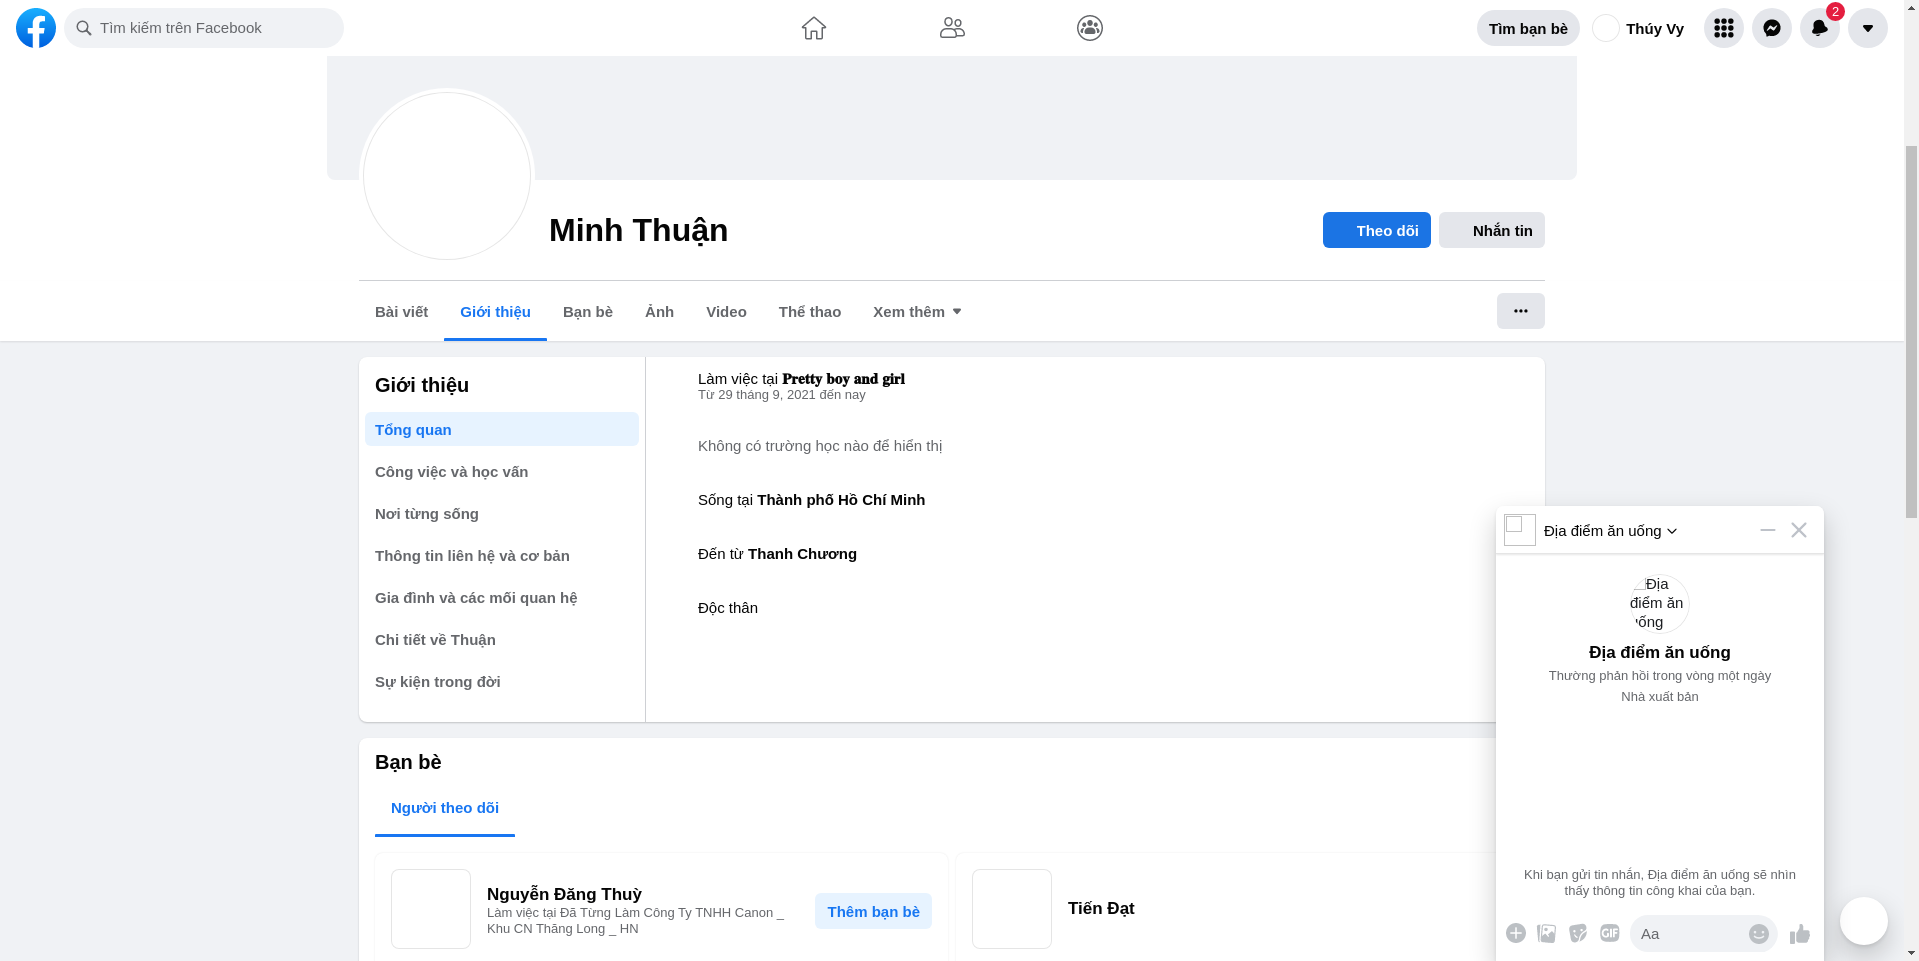 Tìm kiếm trên Facebook
Tìm bạn bè
Thúy Vy
2
Minh Thuận
Theo dõi
Nhắn tin
Bài viết
Giới thiệu
Bạn bè
Ảnh
Video
Thể thao
Xem thêm
Giới thiệu
Tổng quan
Công việc và học vấn
Nơi từng sống
Thông tin liên hệ và cơ bản
Gia đình và các mối quan hệ
Chi tiết về Thuận
Sự kiện trong đời
Làm việc tại 𝐏𝐫𝐞𝐭𝐭𝐲 𝐛𝐨𝐲 𝐚𝐧𝐝 𝐠𝐢𝐫𝐥
Từ 29 tháng 9, 2021 đến nay
Không có trường học nào để hiển thị
Sống tại Thành phố Hồ Chí Minh
Đến từ Thanh Chương
Độc thân
Bạn bè
Người theo dõi
Nguyễn Đăng Thuỳ
Làm việc tại Đã Từng Làm Công Ty TNHH Canon _
Khu CN Thăng Long _ HN
Thêm bạn bè
Tiến Đạt
Địa điểm ăn uống
Địa
điểm ăn
uống
Địa điểm ăn uống
Thường phản hồi trong vòng một ngày
Nhà xuất bản
Khi bạn gửi tin nhắn, Địa điểm ăn uống sẽ nhìn
thấy thông tin công khai của bạn.
GIF
Aa